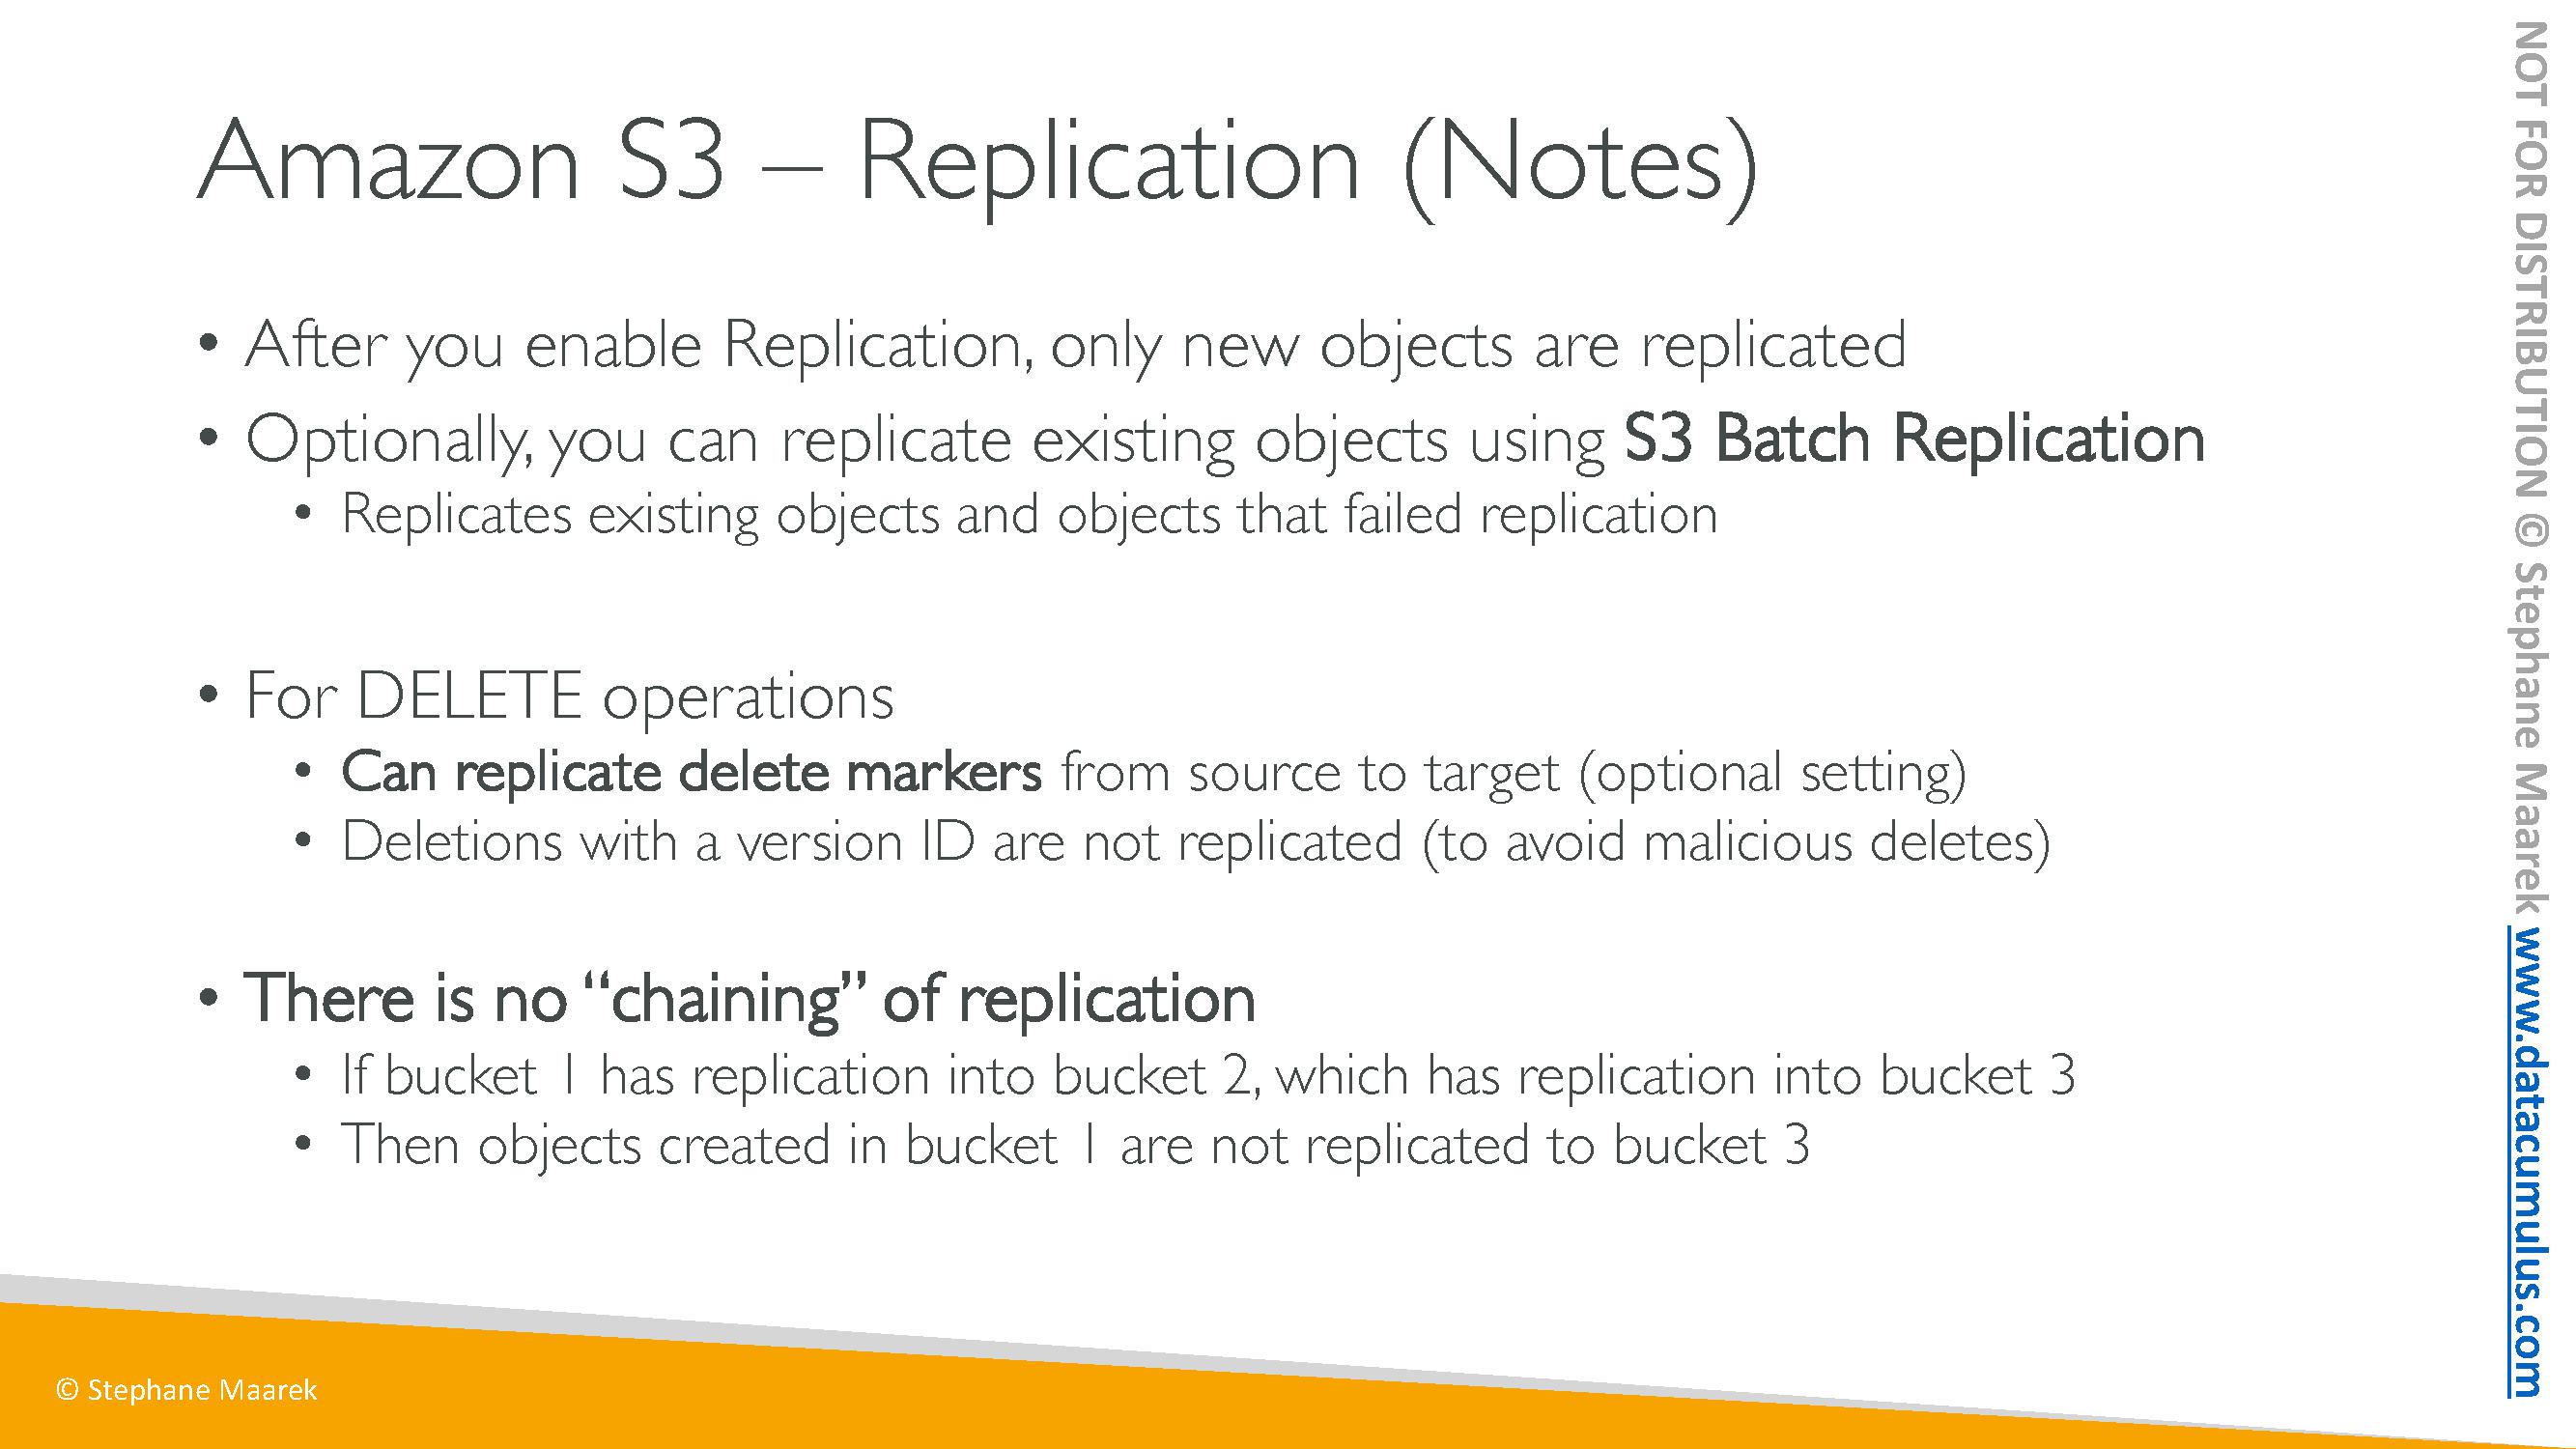 Amazon S3 – Replication (Notes)
• After you enable Replication, only new objects are replicated
• Optionally, you can replicate existing objects using S3 Batch Replication
• Replicates existing objects and objects that failed replication
• For DELETE operations
• Can replicate delete markers from source to target (optional setting)
• Deletions with a version ID are not replicated (to avoid malicious deletes)
• There is no “chaining” of replication
• If bucket 1 has replication into bucket 2, which has replication into bucket 3
• Then objects created in bucket 1 are not replicated to bucket 3
© Stephane Maarek
NOT FOR DISTRIBUTION © Stephane Maarek www.datacumulus.com